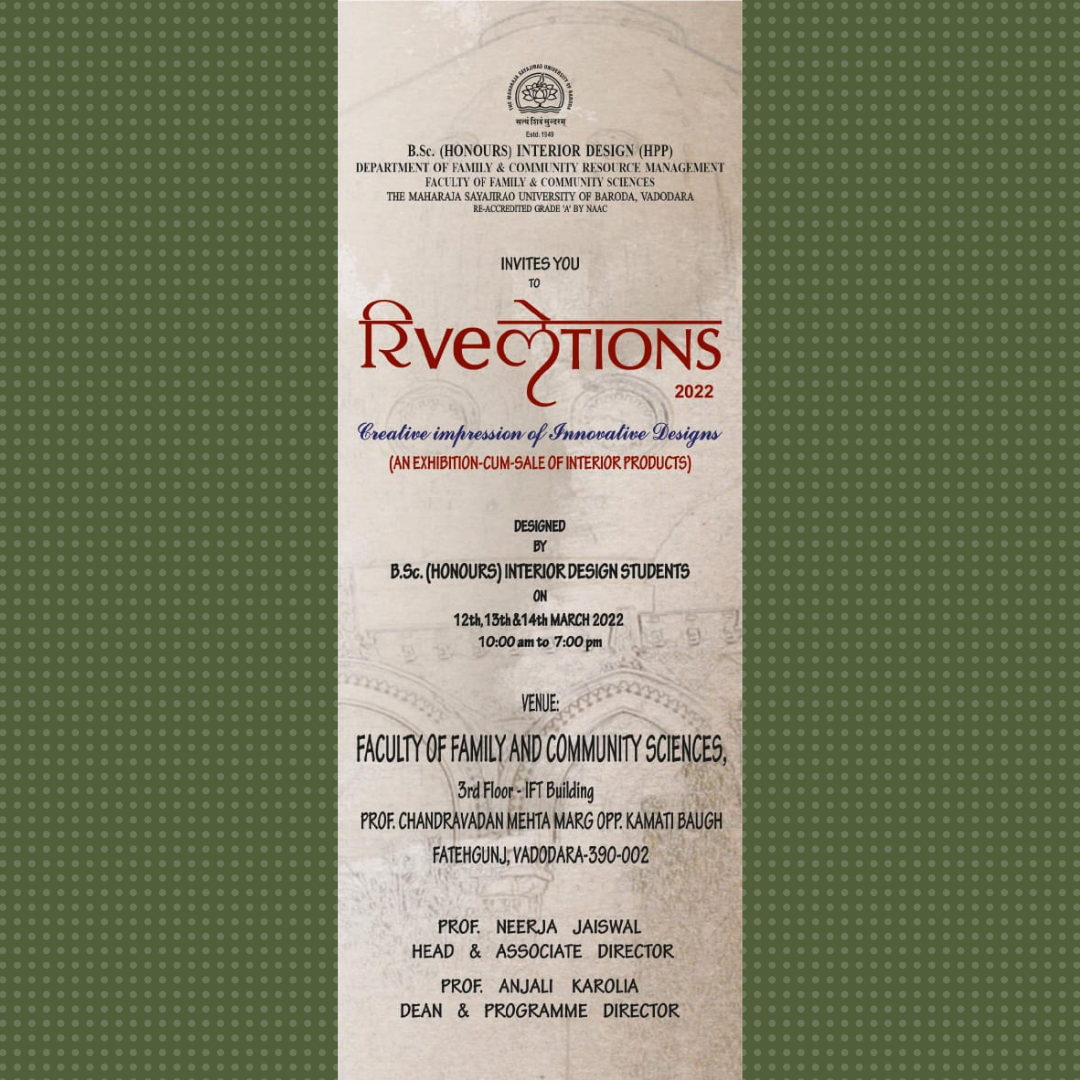 THE MAHARAJA SAYAJIRAO UNIVERSITY OF BARODA
सत्यं शिवं सुन्दरम्
Estd. 1949
B.Sc. (HONOURS) INTERIOR DESIGN (HPP)
DEPARTMENT OF FAMILY & COMMUNITY RESOURCE MANAGEMENT
FACULTY OF FAMILY & COMMUNITY SCIENCES
THE MAHARAJA SAYAJIRAO UNIVERSITY OF BARODA, VADODARA
RE-ACCREDITED GRADE 'A' BY NAAC
INVITES YOU
TO
रिveलेTIONS
2022
Creative impression of Innovative Designs
(AN EXHIBITION-CUM-SALE OF INTERIOR PRODUCTS)
DESIGNED
BY
B.Sc. (HONOURS) INTERIOR DESIGN STUDENTS
ON
12th,13th &14th MARCH 2022
10:00 am to 7:00 pm
VENUE:
FACULTY OF FAMILY AND COMMUNITY SCIENCES,
3rd Floor - IFT Building
PROF. CHANDRAVADAN MEHTA MARG OPP. KAMATI BAUGH
FATEHGUNJ, VADODARA-390-002
PROF. NEERJA JAISWAL
HEAD & ASSOCIATE DIRECTOR
PROF. ANJALI KAROLIA
DEAN & PROGRAMME DIRECTOR